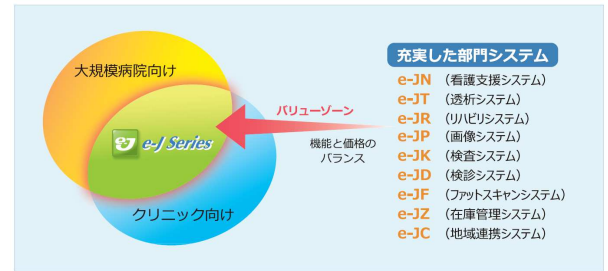 大規模病院向け
eJ e-J Series
クリニック向け
バリューゾーン
機能と価格の
バランス
充実した部門システム
e-JN （看護支援システム）
e-JT （透析システム）
e-JR （リハビリシステム）
e-JP （画像システム）
e-JK （検査システム）
e-JD （検診システム）
e-JF （ファットスキャンシステム）
e-JZ （在庫管理システム）
e-JC （地域連携システム）